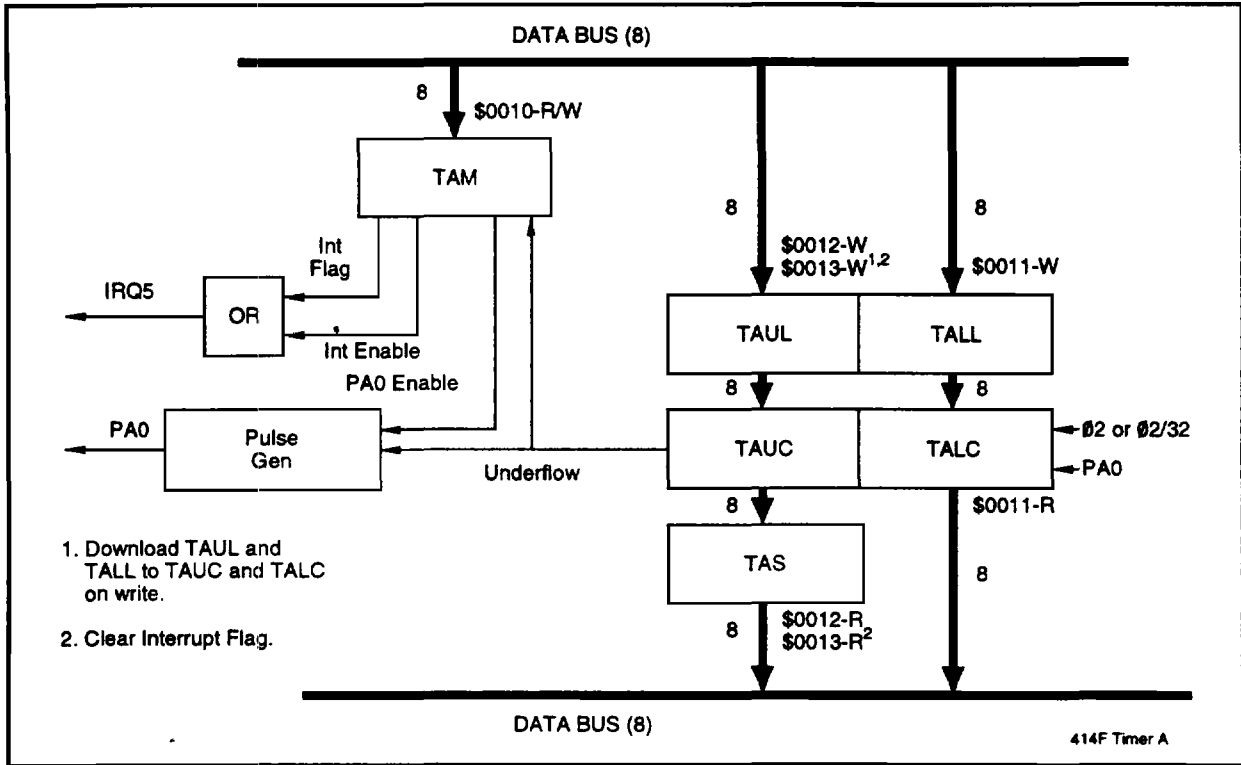 DATA BUS (8)
8
$0010-R/W
TAM
8
8
Int
Flag
$0012-W
$0013-W1,2
$0011-W
IRQ5
OR
TAUL
TALL
Int Enable
8
8
PA0 Enable
PA0
Pulse
Gen
TAUC
TALC
Ø2 or Ø2/32
PA0
Underflow
8
$0011-R
1. Download TAUL and
TALL to TAUC and TALC
on write.
TAS
8
2. Clear Interrupt Flag.
8
$0012-R
$0013-R2
DATA BUS (8)
414F Timer A